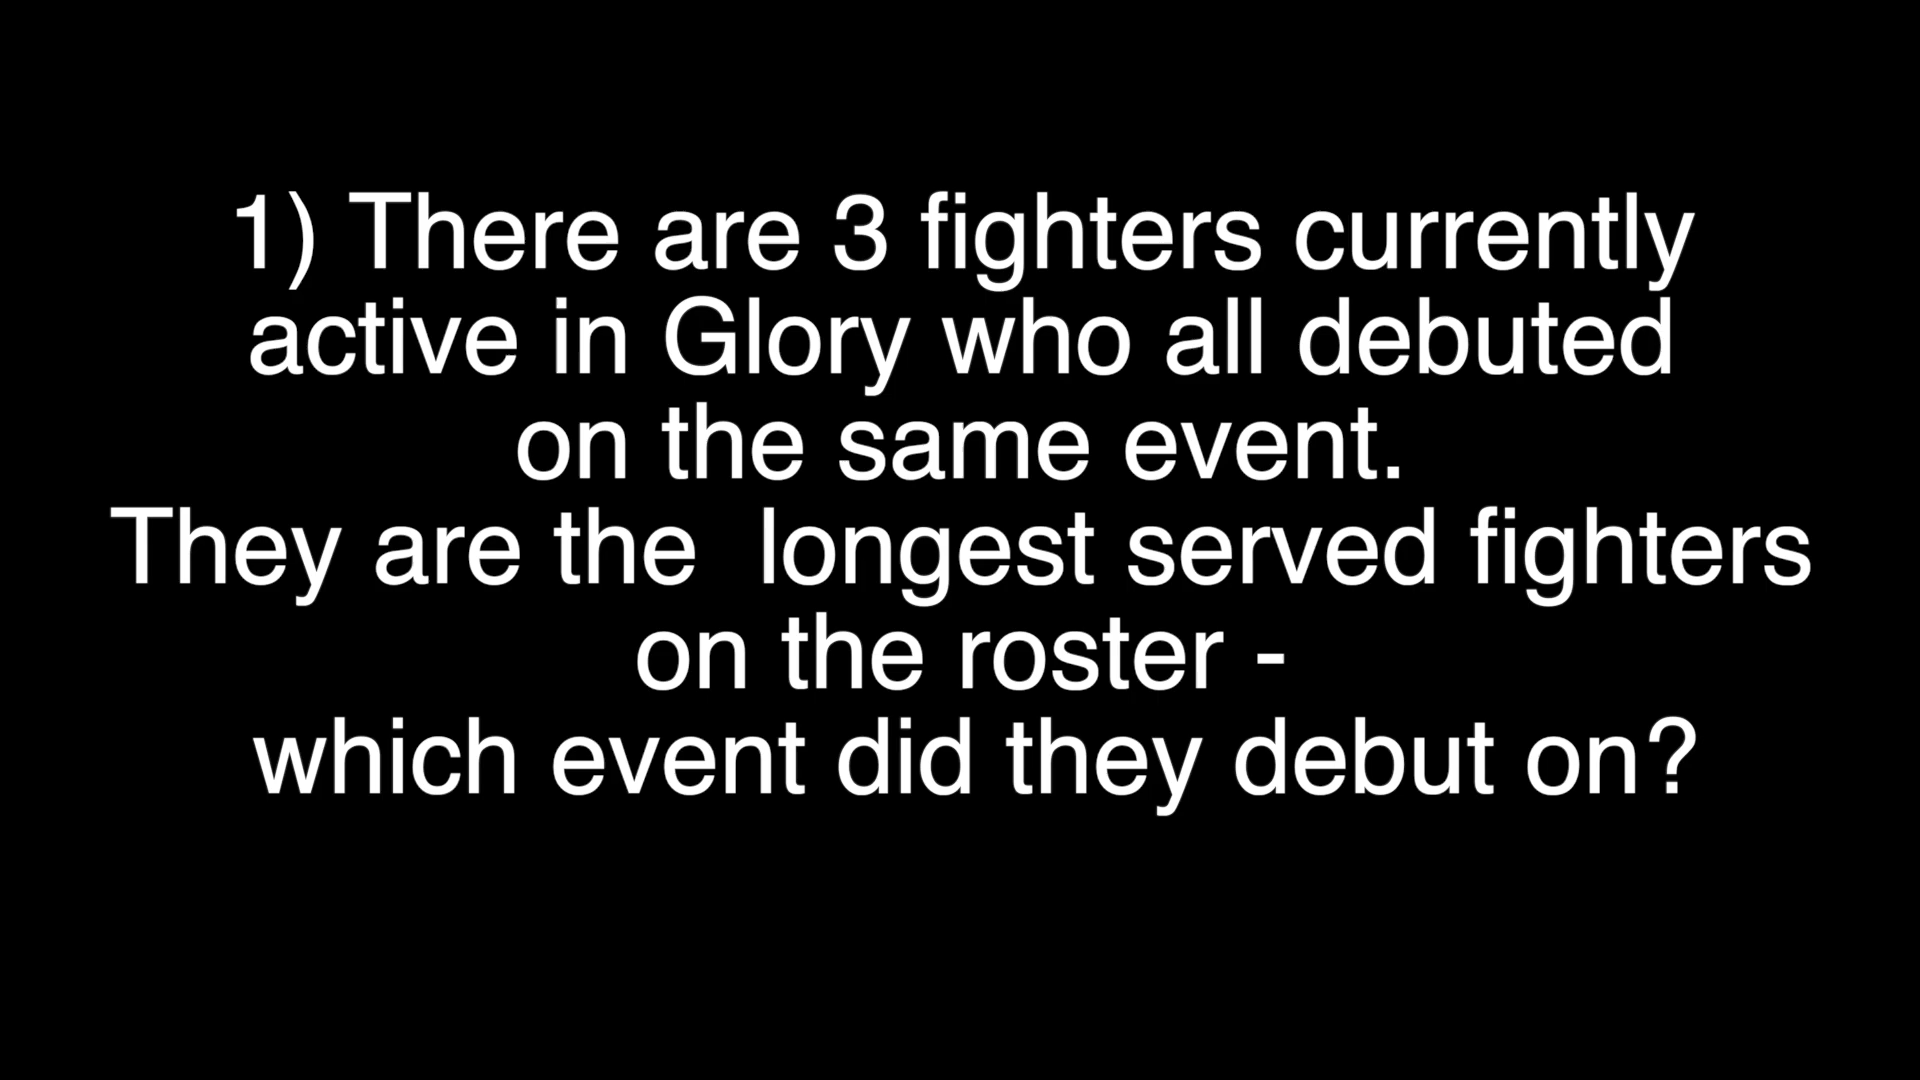 1) There are 3 fighters currently
active in Glory who all debuted
on the same event.
They are the  longest served fighters
on the roster -
which event did they debut on?